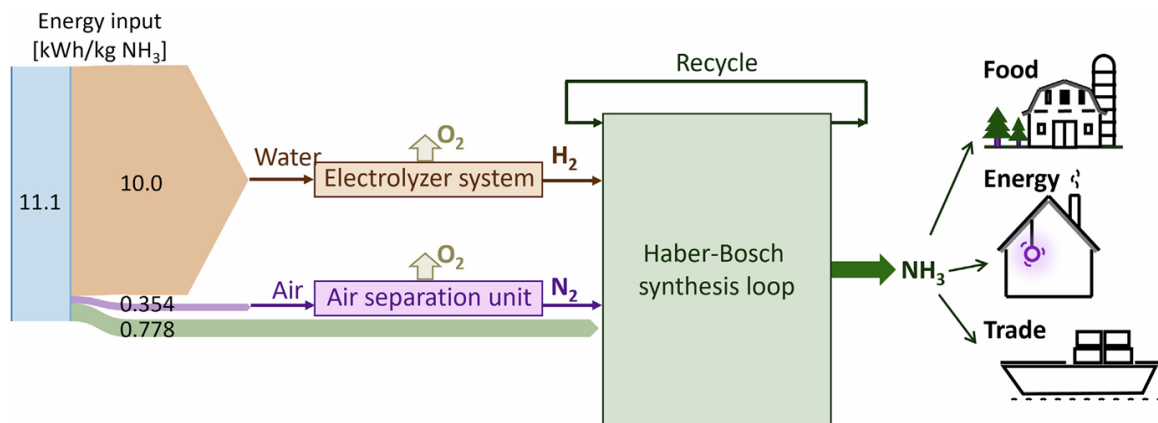 Energy input
[kWh/kg NH₃]
11.1
10.0
0.354
0.778
Water
O₂
Electrolyzer system
H₂
Air
O₂
Air separation unit
N₂
Recycle
Haber-Bosch
synthesis loop
NH₃
Food
Energy
Trade